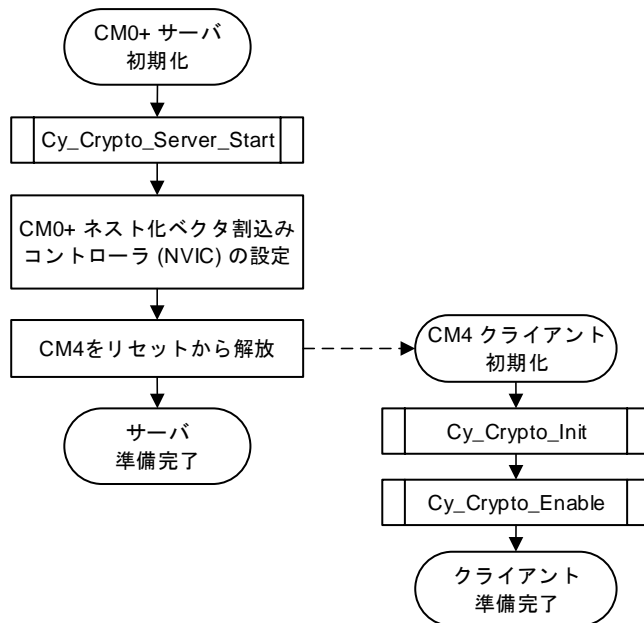 CM0+ サーバ
初期化
Cy_Crypto_Server_Start
CM0+ ネスト化ベクタ割込み
コントローラ (NVIC) の設定
CM4をリセットから解放
サーバ
準備完了
CM4 クライアント
初期化
Cy_Crypto_Init
Cy_Crypto_Enable
クライアント
準備完了